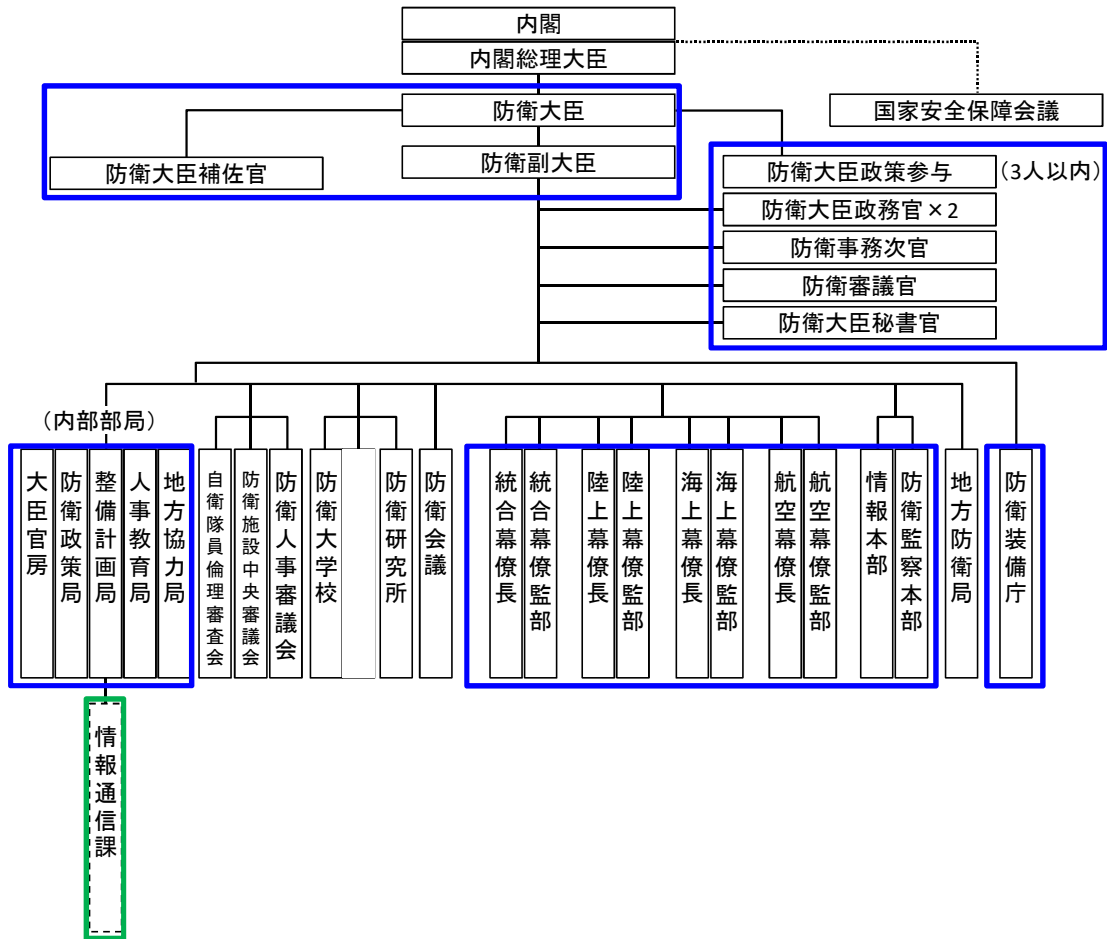 内閣
内閣総理大臣
防衛大臣
国家安全保障会議
防衛副大臣
防衛大臣補佐官
防衛大臣政策参与
（3人以内）
防衛大臣政務官×2
防衛事務次官
防衛審議官
防衛大臣秘書官
（内部部局）
大臣官房
防衛政策局
整備計画局
人事教育局
地方協力局
自衛隊員倫理審査会
防衛施設中央審議会
防衛人事審議会
防衛大学校
防衛研究所
防衛会議
統合幕僚長
統合幕僚監部
陸上幕僚長
陸上幕僚監部
海上幕僚長
海上幕僚監部
航空幕僚長
航空幕僚監部
情報本部
防衛監察本部
地方防衛局
防衛装備庁
情報通信課